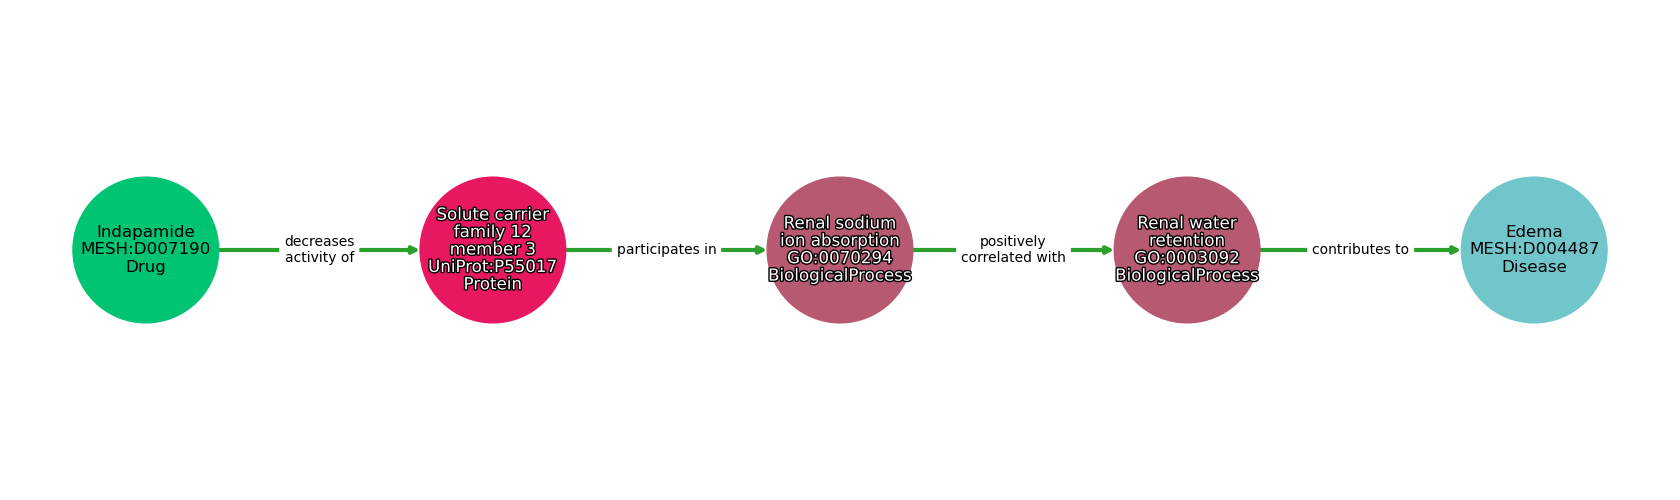 Indapamide
MESH:D007190
Drug
decreases
activity of
Solute carrier
family 12
member 3
UniProt:P55017
Protein
participates in
Renal sodium
ion absorption
GO:0070294
BiologicalProcess
positively
correlated with
Renal water
retention
GO:0003092
BiologicalProcess
contributes to
Edema
MESH:D004487
Disease